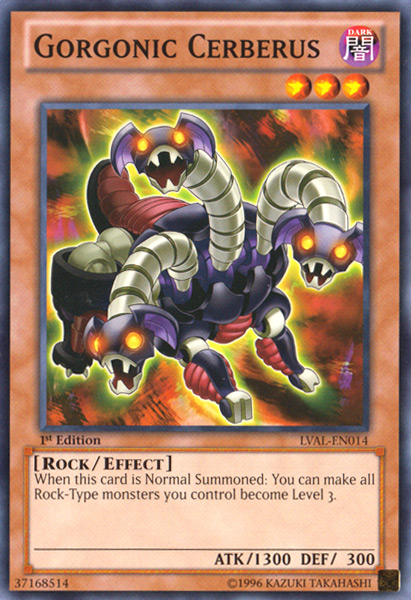 GORGONIC CERBERUS
DARK
闇
1st Edition
LVAL-EN014
[ROCK/EFFECT]
When this card is Normal Summoned: You can make all
Rock-Type monsters you control become Level 3.
ATK/1300 DEF/ 300
37168514
©1996 KAZUKI TAKAHASHI